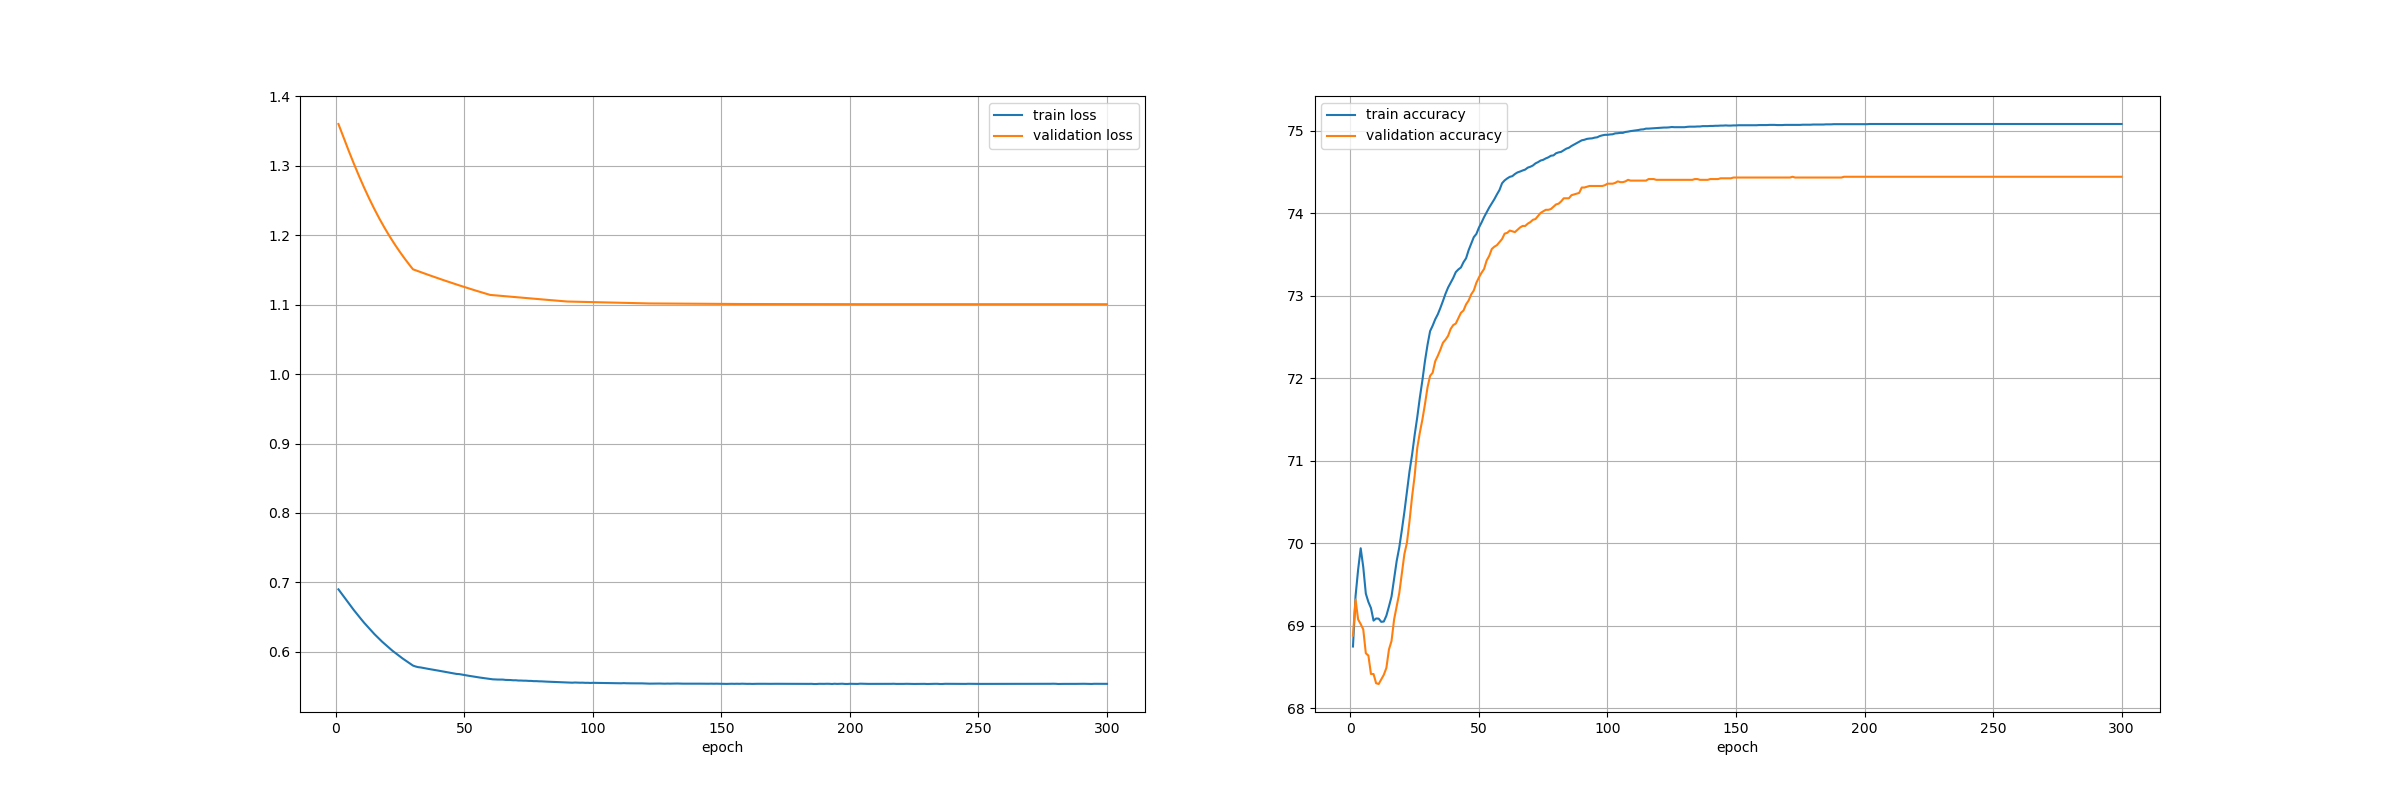 1.4
1.3
1.2
1.1
1.0
0.9
0.8
0.7
0.6
0 50 100 150 200 250 300
epoch
train loss
validation loss
75
74
73
72
71
70
69
68
0 50 100 150 200 250 300
epoch
train accuracy
validation accuracy